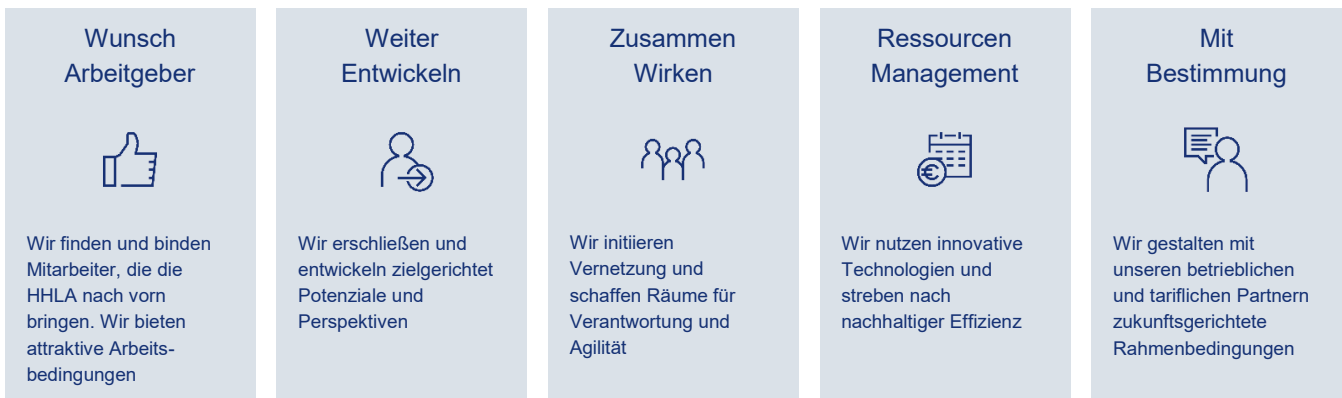 Wunsch
Arbeitgeber
Wir finden und binden
Mitarbeiter, die die
HHLA nach vorn
bringen. Wir bieten
attraktive Arbeits-
bedingungen
Weiter
Entwickeln
Wir erschließen und
entwickeln zielgerichtet
Potenziale und
Perspektiven
Zusammen
Wirken
Wir initiieren
Vernetzung und
schaffen Räume für
Verantwortung und
Agilität
Ressourcen
Management
€
Wir nutzen innovative
Technologien und
streben nach
nachhaltiger Effizienz
Mit
Bestimmung
Wir gestalten mit
unseren betrieblichen
und tariflichen Partnern
zukunftsgerichtete
Rahmenbedingungen